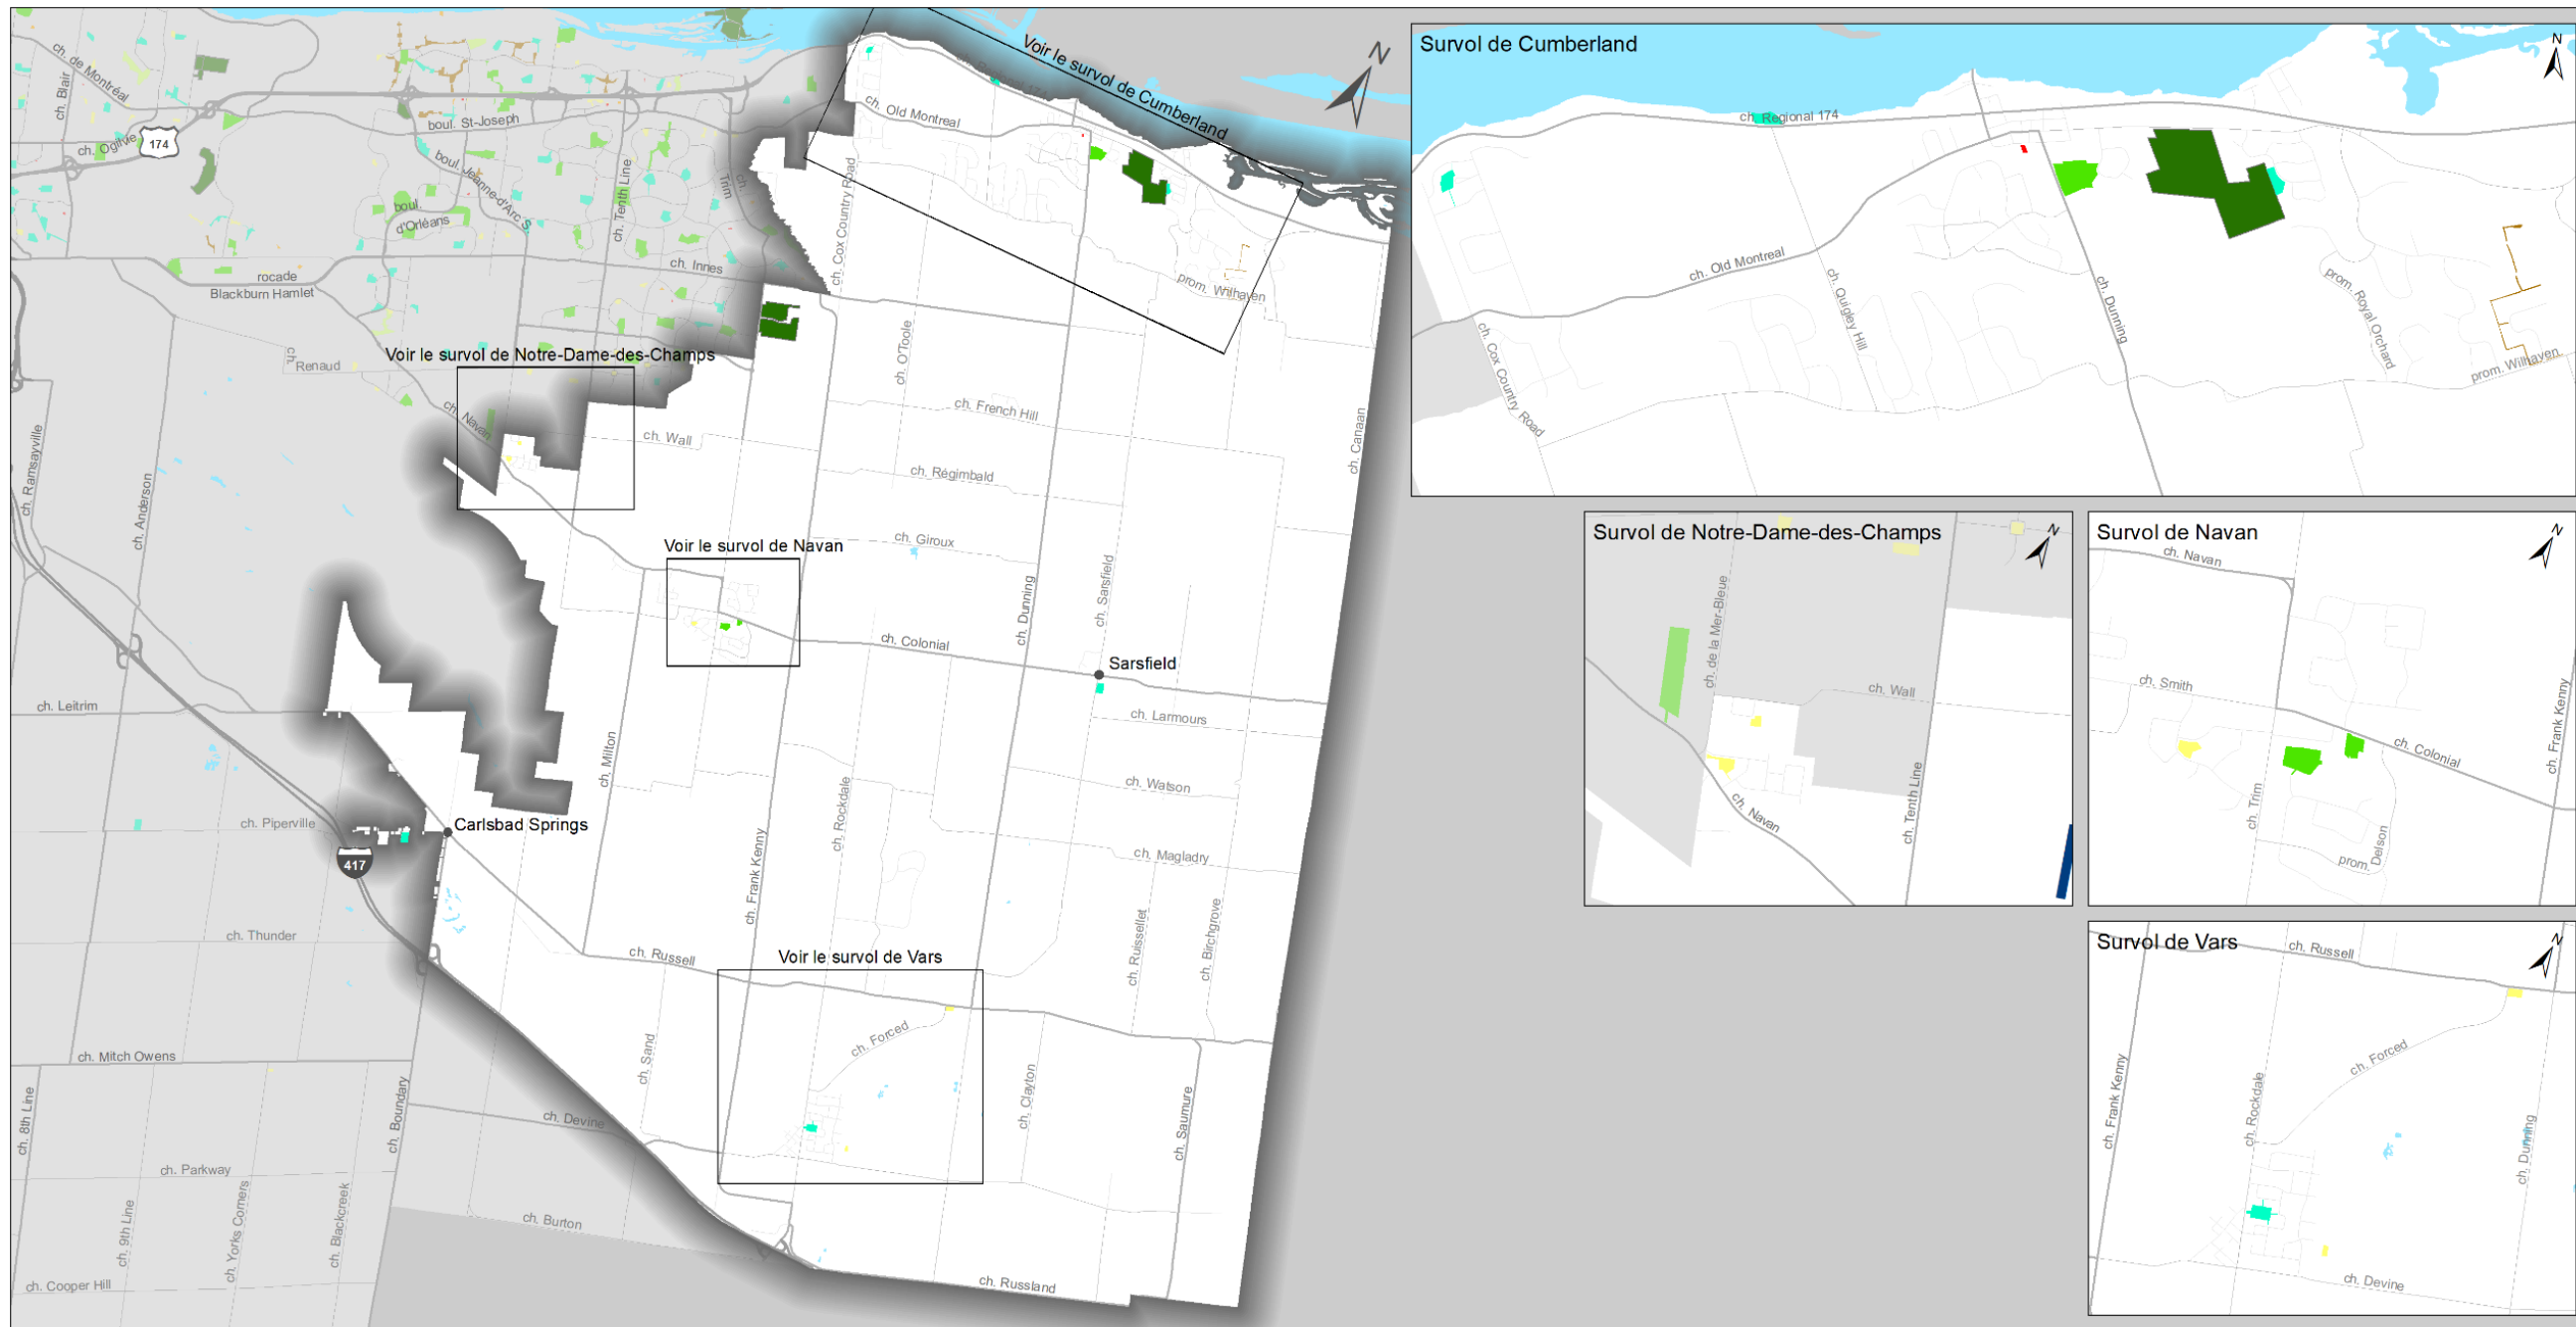 ch. de Montréal
ch. Blair
ch. Ogilvie
174
boul. St-Joseph
boul. Jeanne-d'Arc S.
boul.
d'Orléans
ch. Tenth Line
ch.
Trim
ch. Innes
rocade
Blackburn Hamlet
ch.
Renaud
Voir le survol de Notre-Dame-des-Champs
ch. Navan
ch. Wall
ch. Ramsayville
ch. Anderson
Voir le survol de Cumberland
N
ch. Old Montreal
ch. Cox Country Road
prom. Wilhaven
ch. O'Toole
ch. French Hill
ch. Régimbald
ch. Canaan
ch. Giroux
Voir le survol de Navan
ch. Dunning
ch. Sarsfield
ch. Colonial
Sarsfield
ch. Larmours
ch. Leitrim
ch. Milton
ch. Watson
ch. Rockdale
ch. Piperville
Carlsbad Springs
417
ch. Magladry
ch. Frank Kenny
ch. Thunder
ch. Russell
Voir le survol de Vars
ch. Ruissellet
ch. Birchgrove
ch. Forced
ch. Sand
ch. Mitch Owens
ch. 8th Line
ch. Boundary
ch. Devine
ch. Clayton
ch. Saumure
ch. Parkway
ch. 9th Line
ch. Yorks Corners
ch. Blackcreek
ch. Burton
ch. Cooper Hill
ch. Russland
Survol de Cumberland
N
ch. Regional 174
ch. Old Montreal
ch. Quigley Hill
ch. Cox Country Road
ch. Dunning
prom. Royal Orchard
prom. Wilhaven
Survol de Notre-Dame-des-Champs
N
ch. de la Mer-Bleue
ch. Wall
ch. Navan
ch. Tenth Line
Survol de Navan
N
ch. Navan
ch. Smith
ch. Colonial
ch. Frank Kenny
ch. Trim
prom. Delson
Survol de Vars
N
ch. Russell
ch. Forced
ch. Frank Kenny
ch. Rockdale
ch. Dunning
ch. Devine